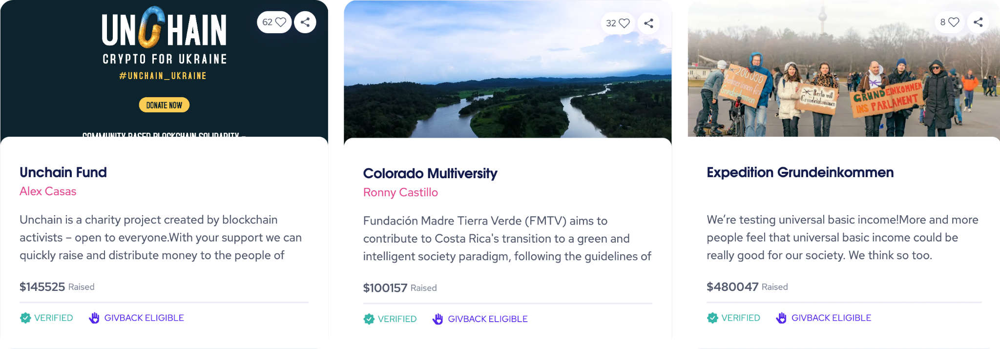 UNCHAIN
CRYPTO FOR UKRAINE
#UNCHAIN_UKRAINE
DONATE NOW
COMMUNITY BASED BLOCKCHAIN SOLIDARITY –
62
Unchain Fund
Alex Casas
Unchain is a charity project created by blockchain
activists – open to everyone.With your support we can
quickly raise and distribute money to the people of
$145525 Raised
VERIFIED GIVBACK ELIGIBLE
32
Colorado Multiversity
Ronny Castillo
Fundación Madre Tierra Verde (FMTV) aims to
contribute to Costa Rica's transition to a green and
intelligent society paradigm, following the guidelines of
$100157 Raised
VERIFIED GIVBACK ELIGIBLE
8
200000
Berliner:innen für
Grundeinkommen
Berlin will
Grundeinkommen
GRUNDEINKOMMEN
INS PARLAMENT
Expedition Grundeinkommen
We’re testing universal basic income!More and more
people feel that universal basic income could be
really good for our society. We think so too.
$480047 Raised
VERIFIED GIVBACK ELIGIBLE